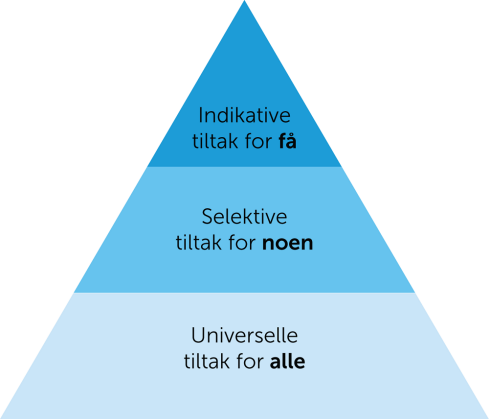 Indikative
tiltak for få
Selektive
tiltak for noen
Universelle
tiltak for alle